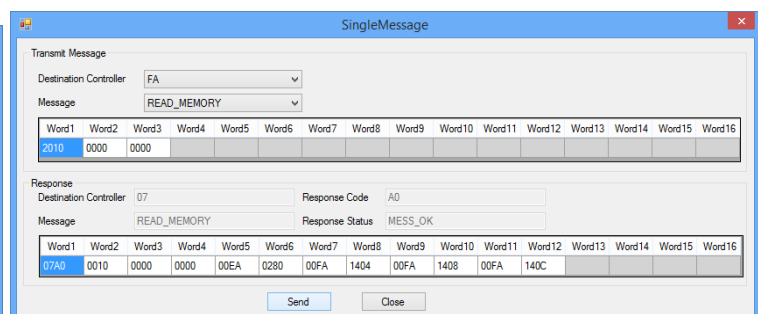 SingleMessage
Transmit Message
Destination Controller FA
Message READ_MEMORY
Word1 Word2 Word3 Word4 Word5 Word6 Word7 Word8 Word9 Word10 Word11 Word12 Word13 Word14 Word15 Word16
2010 0000 0000
Response
Destination Controller 07 Response Code A0
Message READ_MEMORY Response Status MESS_OK
Word1 Word2 Word3 Word4 Word5 Word6 Word7 Word8 Word9 Word10 Word11 Word12 Word13 Word14 Word15 Word16
07A0 0010 0000 0000 00EA 0280 00FA 1404 00FA 1408 00FA 140C
Send Close